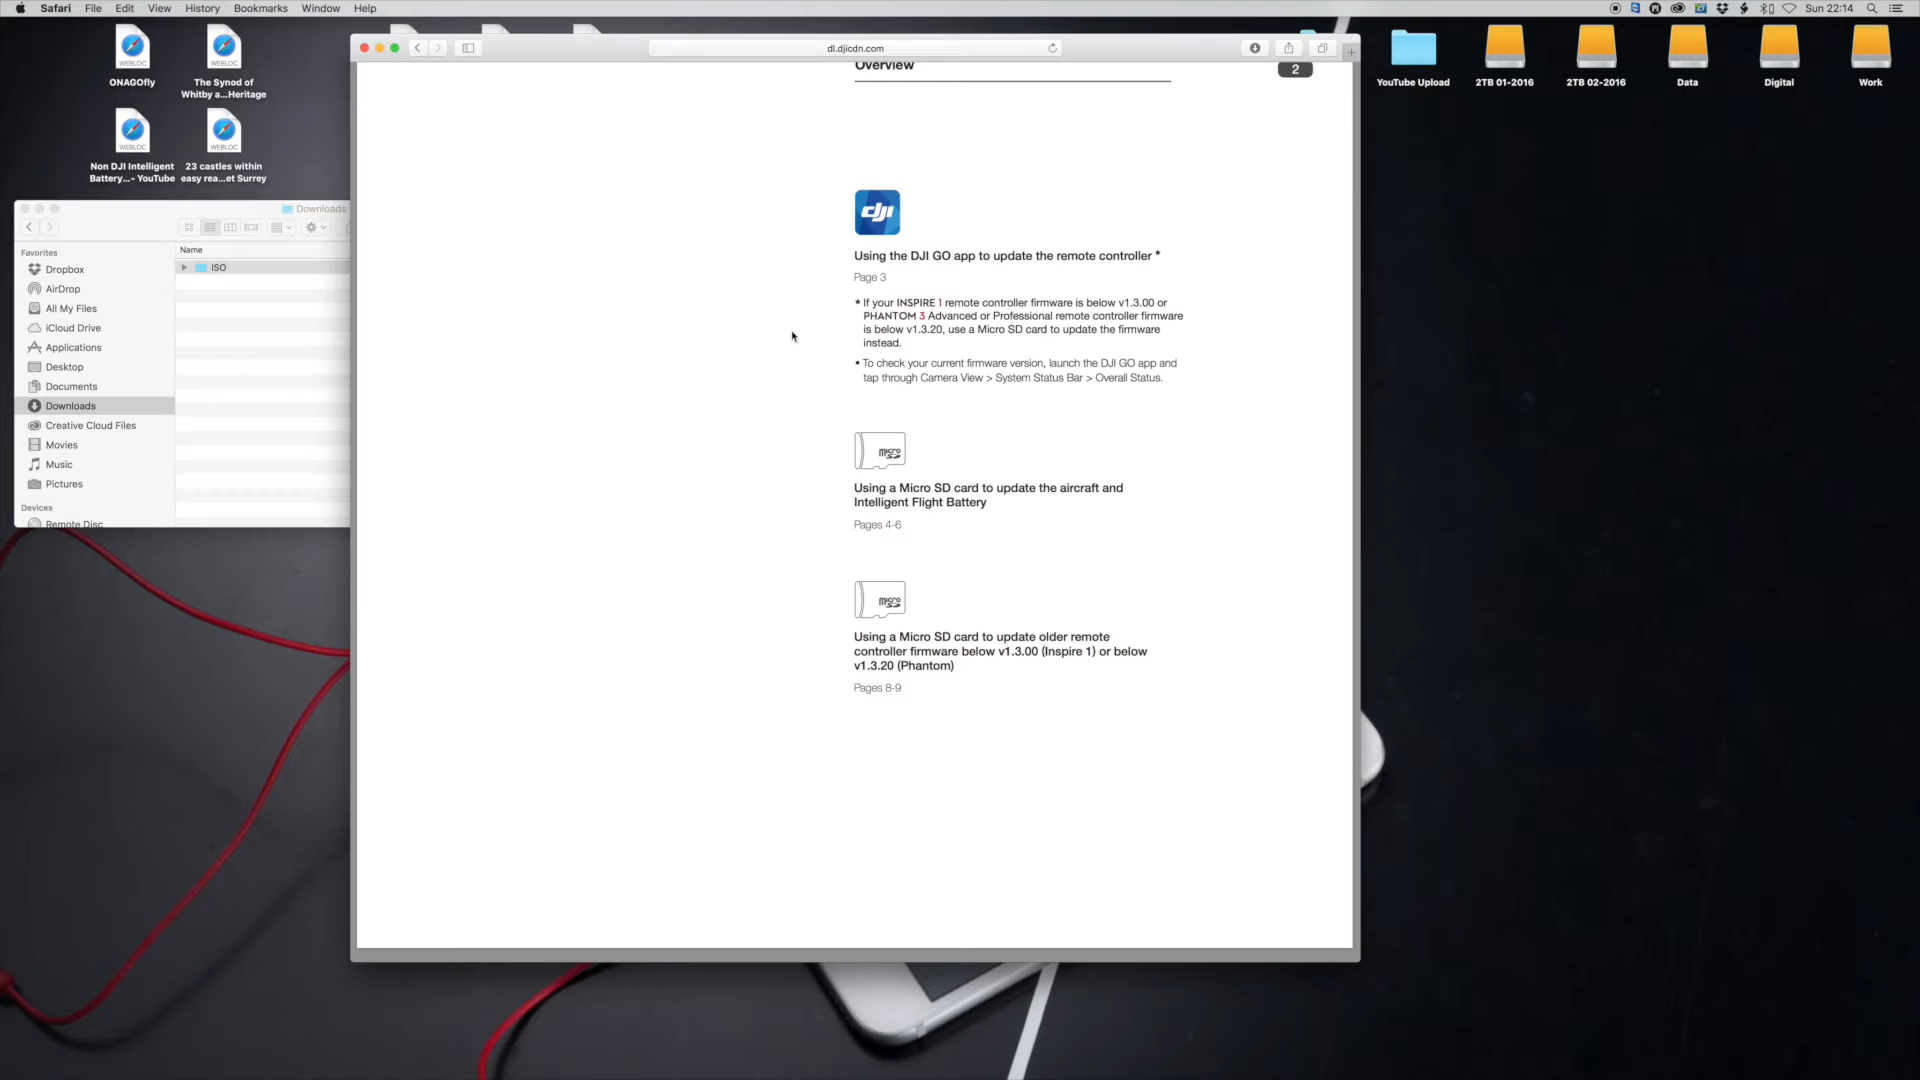 Safari File Edit View History Bookmarks Window Help
Sun 22:14
dl.djicdn.com
WEBLOC
ONAGOfly
WEBLOC
The Synod of
Whitby a...Heritage
WEBLOC
Non DJI Intelligent
Battery...- YouTube
WEBLOC
23 castles within
easy rea...et Surrey
YouTube Upload
2TB 01-2016
2TB 02-2016
Data
Digital
Work
Downloads
Name
ISO
Favorites
Dropbox
AirDrop
All My Files
iCloud Drive
Applications
Desktop
Documents
Downloads
Creative Cloud Files
Movies
Music
Pictures
Devices
Remote Disc
Overview
2
dji
Using the DJI GO app to update the remote controller *
Page 3
* If your INSPIRE 1 remote controller firmware is below v1.3.00 or
PHANTOM 3 Advanced or Professional remote controller firmware
is below v1.3.20, use a Micro SD card to update the firmware
instead.
• To check your current firmware version, launch the DJI GO app and
tap through Camera View > System Status Bar > Overall Status.
micro SD
Using a Micro SD card to update the aircraft and
Intelligent Flight Battery
Pages 4-6
micro SD
Using a Micro SD card to update older remote
controller firmware below v1.3.00 (Inspire 1) or below
v1.3.20 (Phantom)
Pages 8-9